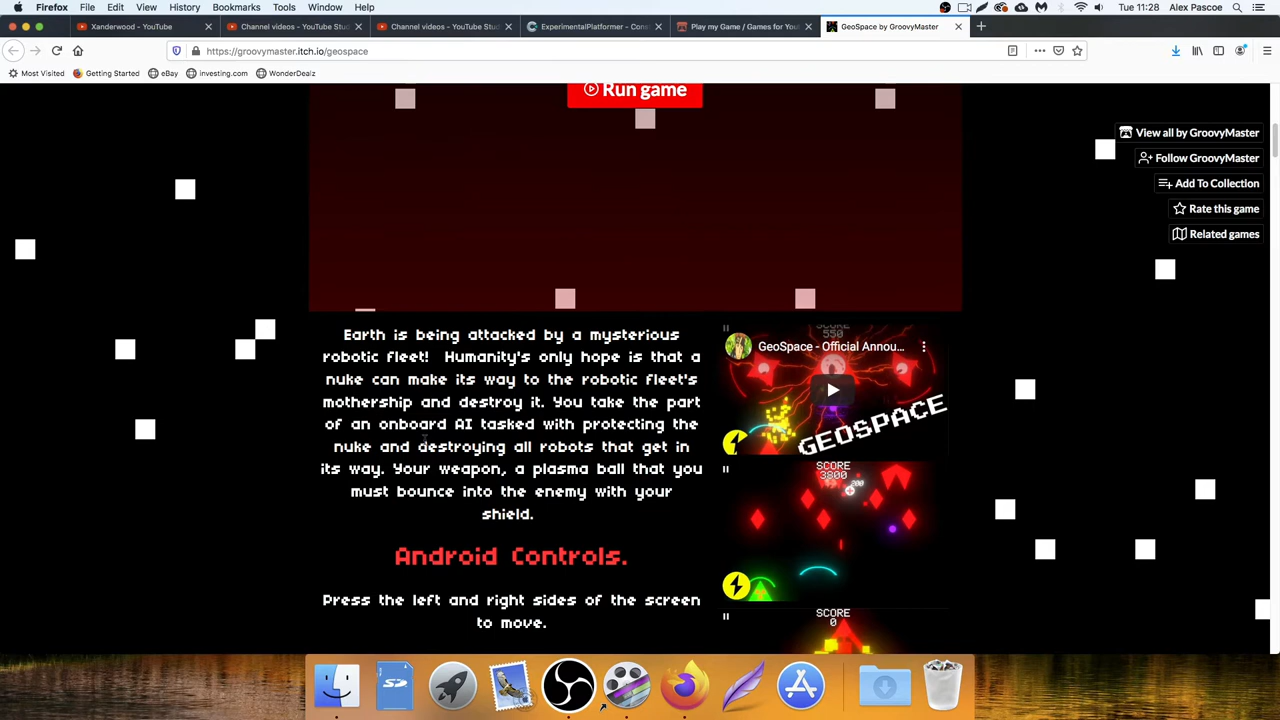 Firefox File Edit View History Bookmarks Tools Window Help Tue 11:28 Alex Pascoe
Xanderwood - YouTube
Channel videos - YouTube Stu
Channel videos - YouTube Stu
ExperimentalPlatformer - Con
Play my Game / Games for You
GeoSpace by GroovyMaster
https://groovymaster.itch.io/geospace
Most Visited Getting Started eBay investing.com WonderDealz
Run game
View all by GroovyMaster
Follow GroovyMaster
Add To Collection
Rate this game
Related games
Earth is being attacked by a mysterious
robotic fleet! Humanity's only hope is that a
nuke can make its way to the robotic fleet's
mothership and destroy it. You take the part
of an onboard AI tasked with protecting the
nuke and destroying all robots that get in
its way. Your weapon, a plasma ball that you
must bounce into the enemy with your
shield.
Android Controls.
Press the left and right sides of the screen
to move.
SCORE
550
GeoSpace - Official Annou...
GEOSPACE
SCORE
3800
SCORE
0
SD